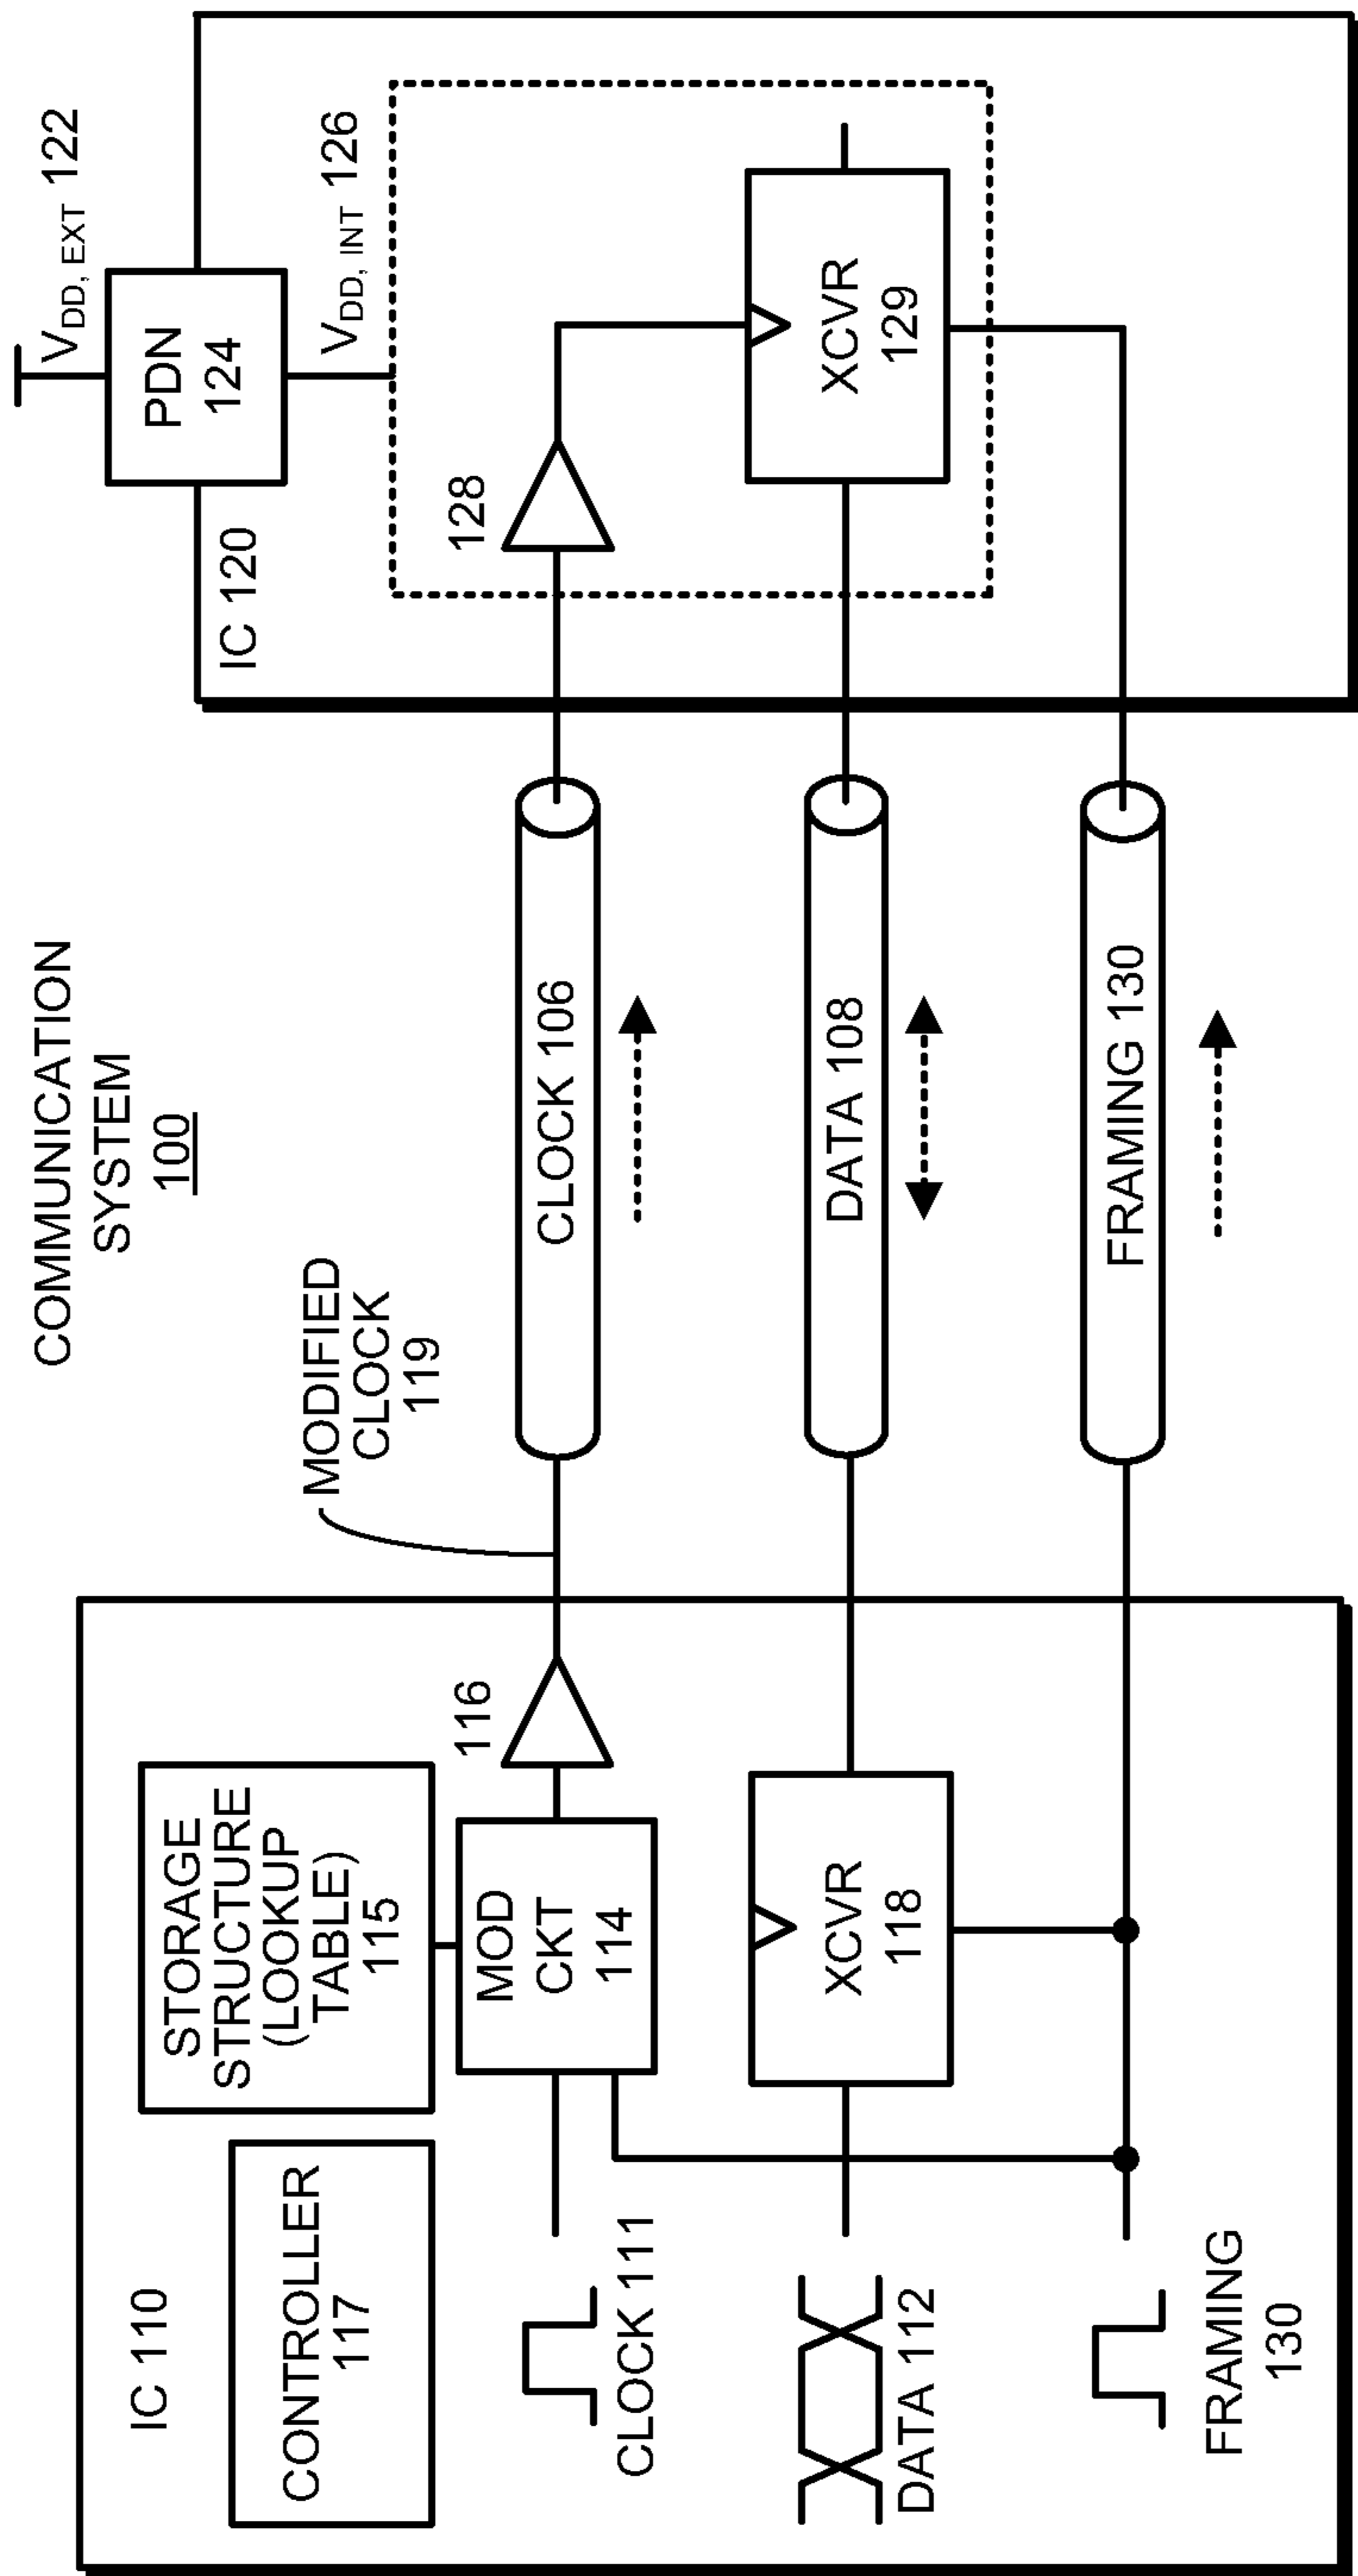 COMMUNICATION
SYSTEM
100
IC 110
CONTROLLER
117
STORAGE
STRUCTURE
(LOOKUP
TABLE)
115
MOD
CKT
114
116
MODIFIED
CLOCK
119
CLOCK 111
DATA 112
XCVR
118
FRAMING
130
CLOCK 106
DATA 108
FRAMING 130
IC 120
VDD, EXT 122
PDN
124
VDD, INT 126
128
XCVR
129